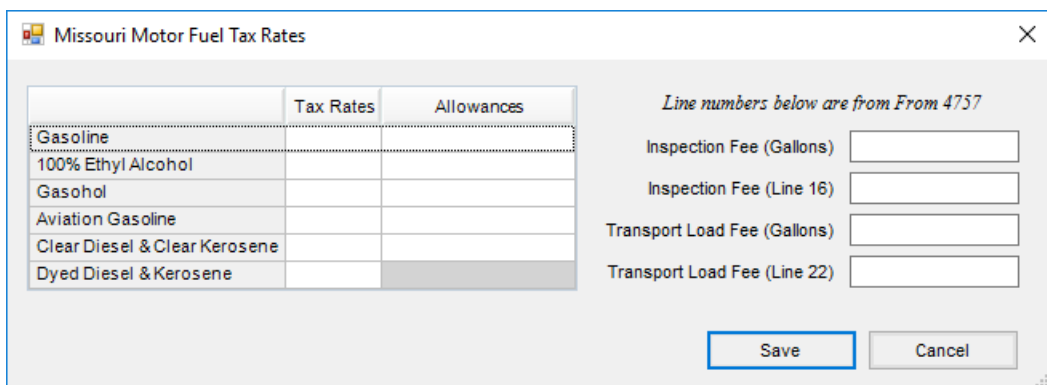 Missouri Motor Fuel Tax Rates
Tax Rates Allowances
Gasoline
100% Ethyl Alcohol
Gasohol
Aviation Gasoline
Clear Diesel & Clear Kerosene
Dyed Diesel & Kerosene
Line numbers below are from From 4757
Inspection Fee (Gallons)
Inspection Fee (Line 16)
Transport Load Fee (Gallons)
Transport Load Fee (Line 22)
Save Cancel